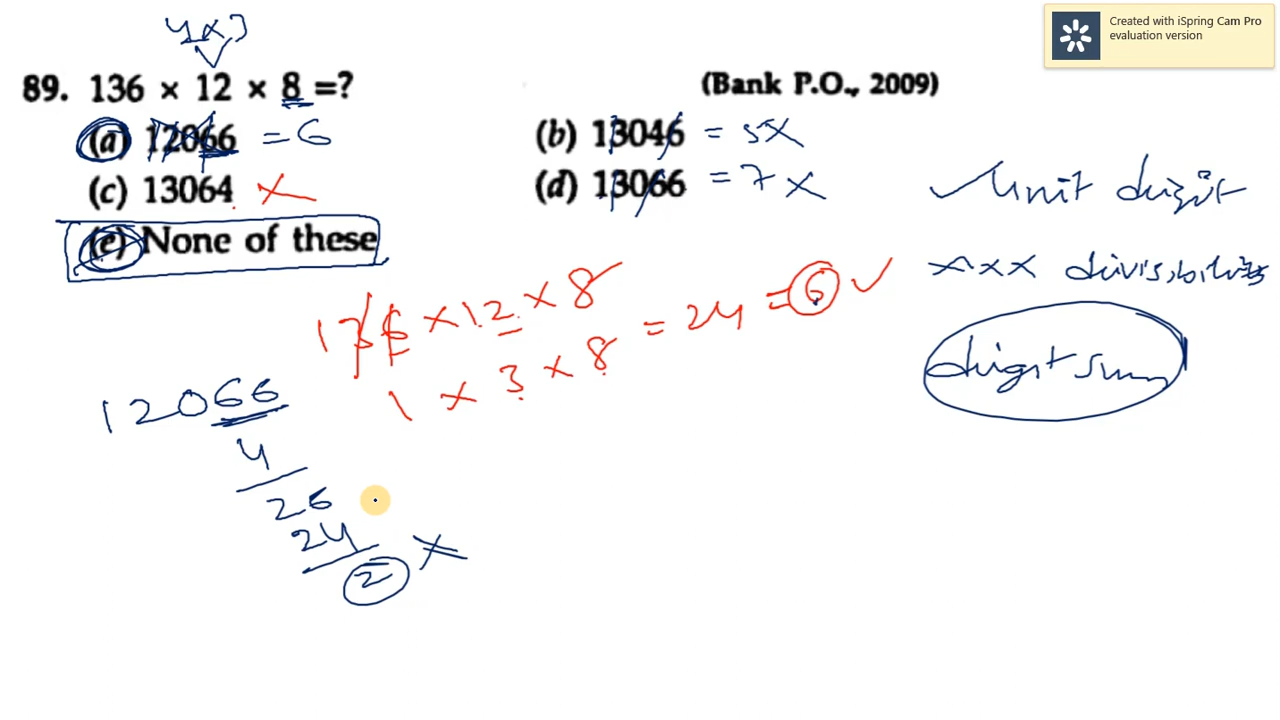 Created with iSpring Cam Pro
evaluation version
4 x 3
89. 136 × 12 × 8 =?
(Bank P.O., 2009)
(a) 12066 = 6
(b) 13046 = 5 x
(c) 13064 x
(d) 13066 = 7 x
(e) None of these
✓ Unit digit
x x x divisibilities
digit sum
136 × 12 × 8
1 × 3 × 8 = 24 = 6 ✓
12066
4
26
24
2 x